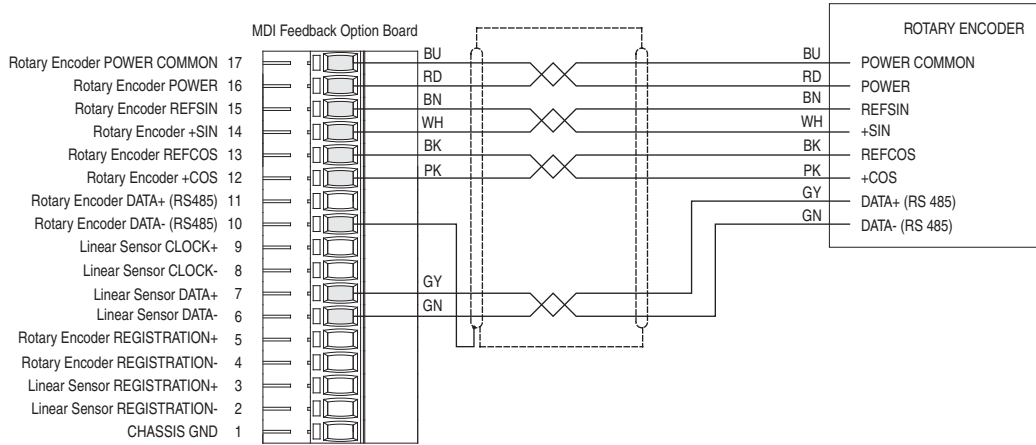 MDI Feedback Option Board
ROTARY ENCODER
Rotary Encoder POWER COMMON 17 BU BU POWER COMMON
Rotary Encoder POWER 16 RD RD POWER
Rotary Encoder REFSIN 15 BN BN REFSIN
Rotary Encoder +SIN 14 WH WH +SIN
Rotary Encoder REFCOS 13 BK BK REFCOS
Rotary Encoder +COS 12 PK PK +COS
Rotary Encoder DATA+ (RS485) 11 GY DATA+ (RS 485)
Rotary Encoder DATA- (RS485) 10 GN DATA- (RS 485)
Linear Sensor CLOCK+ 9
Linear Sensor CLOCK- 8
Linear Sensor DATA+ 7 GY
Linear Sensor DATA- 6 GN
Rotary Encoder REGISTRATION+ 5
Rotary Encoder REGISTRATION- 4
Linear Sensor REGISTRATION+ 3
Linear Sensor REGISTRATION- 2
CHASSIS GND 1